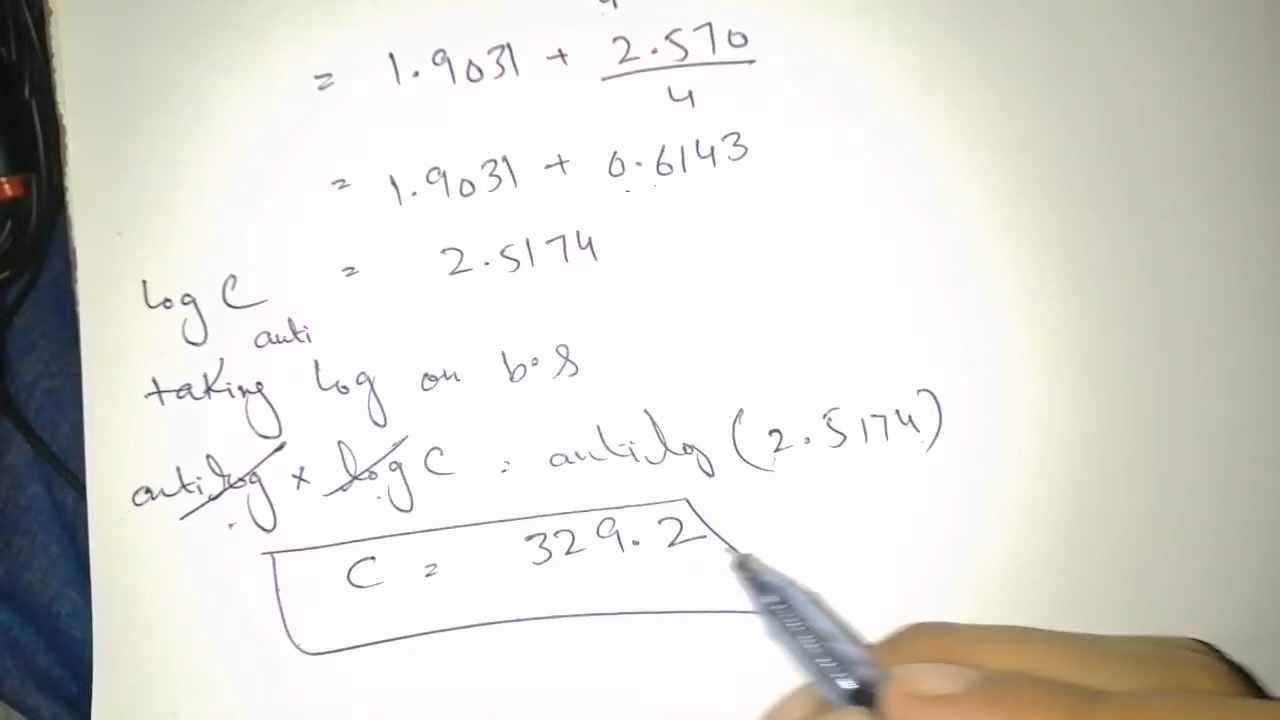 = 1.9031 + 2.570/4
= 1.9031 + 0.6143
log C = 2.5174
anti
taking log on b.s
antilog × log C = antilog (2.5174)
C = 329.2